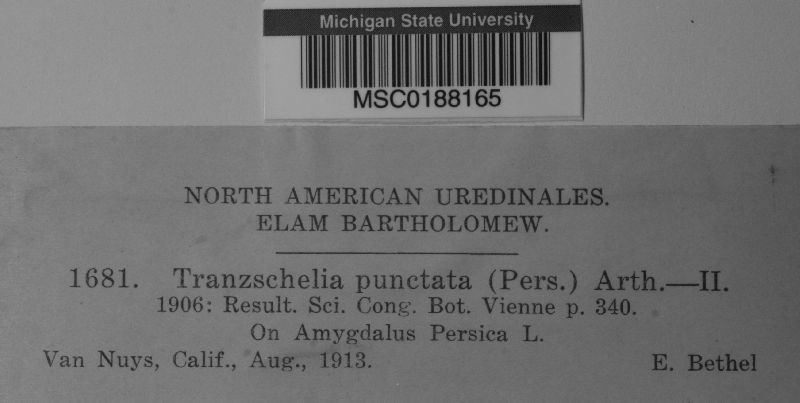 Michigan State University
MSC0188165
NORTH AMERICAN UREDINALES.
ELAM BARTHOLOMEW.
1681. Tranzschelia punctata (Pers.) Arth.—II.
1906: Result. Sci. Cong. Bot. Vienne p. 340.
On Amygdalus Persica L.
Van Nuys, Calif., Aug., 1913. E. Bethel